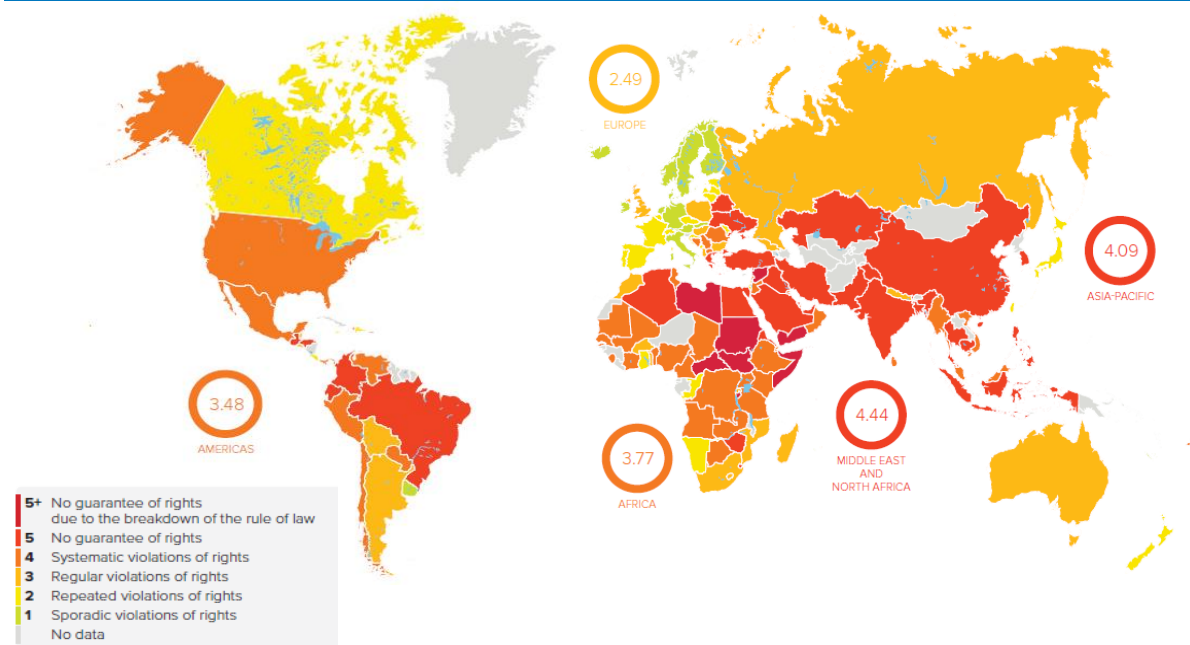 2.49
EUROPE
4.09
ASIA-PACIFIC
3.48
AMERICAS
4.44
MIDDLE EAST
AND
NORTH AFRICA
3.77
AFRICA
5+ No guarantee of rights
due to the breakdown of the rule of law
5 No guarantee of rights
4 Systematic violations of rights
3 Regular violations of rights
2 Repeated violations of rights
1 Sporadic violations of rights
No data